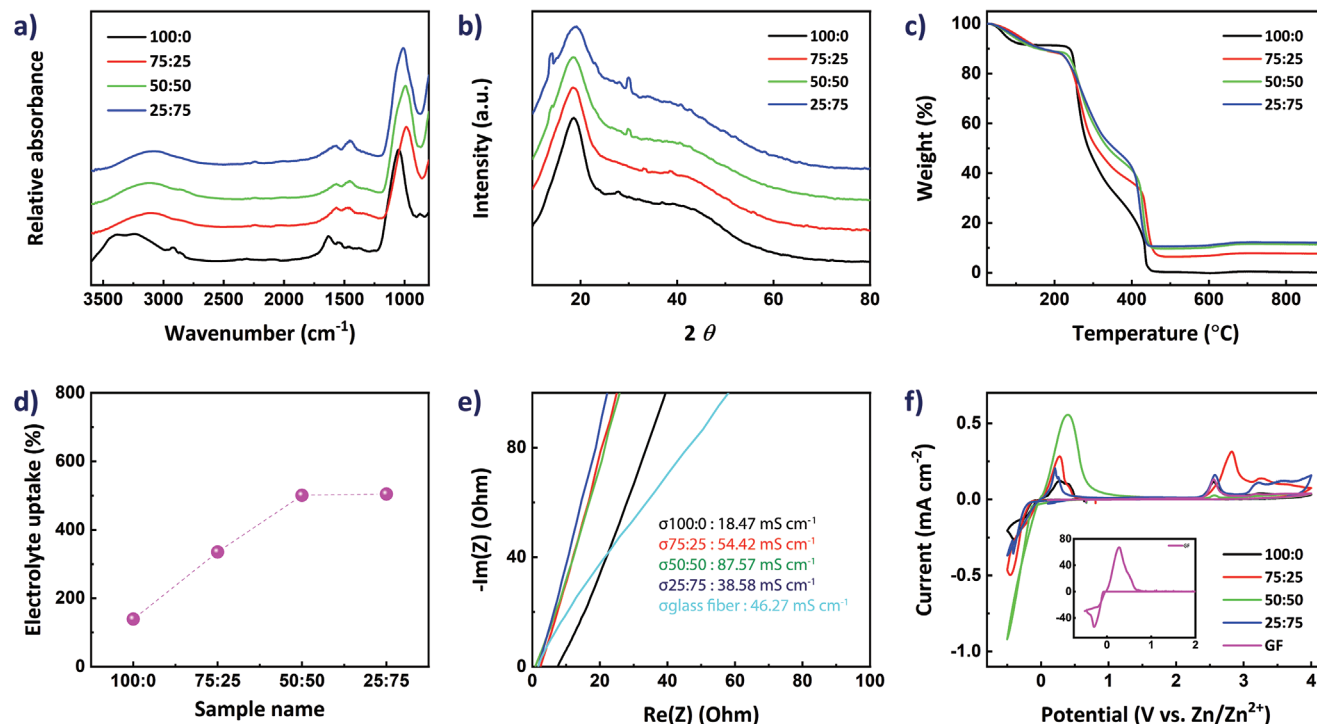 a)
100:0
75:25
50:50
25:75
Relative absorbance
3600 3000 2500 2000 1500 1000
Wavenumber (cm⁻¹)
b)
100:0
75:25
50:50
25:75
Intensity (a.u.)
20 40 60 80
2 θ
c)
100:0
75:25
50:50
25:75
Weight (%)
100
80
60
40
20
0
200 400 600 800
Temperature (°C)
d)
Electrolyte uptake (%)
800
600
500
400
200
0
100:0 75:25 50:50 25:75
Sample name
e)
-Im(Z) (Ohm)
80
40
0
σ100:0 : 18.47 mS cm⁻¹
σ75:25 : 54.42 mS cm⁻¹
σ50:50 : 87.57 mS cm⁻¹
σ25:75 : 38.58 mS cm⁻¹
σglass fiber : 46.27 mS cm⁻¹
0 20 40 60 80 100
Re(Z) (Ohm)
f)
Current (mA cm⁻²)
0.5
0.0
-0.5
-1.0
100:0
75:25
50:50
25:75
GF
80
40
0
-40
0 1 2
GF
0 1 2 3 4
Potential (V vs. Zn/Zn²⁺)